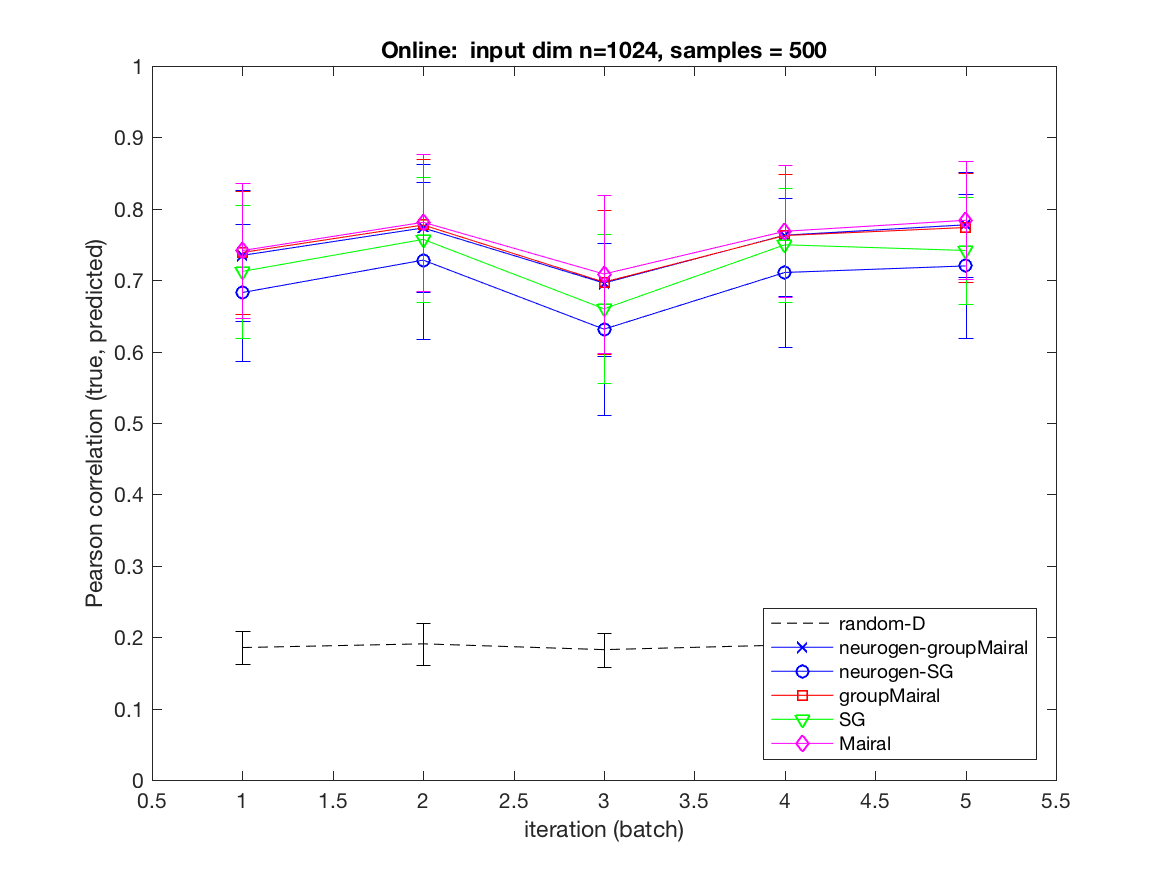 Online:  input dim n=1024, samples = 500
1
0.9
0.8
0.7
0.6
0.5
0.4
0.3
0.2
0.1
0
Pearson correlation (true, predicted)
random-D
neurogen-groupMairal
neurogen-SG
groupMairal
SG
Mairal
0.5 1 1.5 2 2.5 3 3.5 4 4.5 5 5.5
iteration (batch)